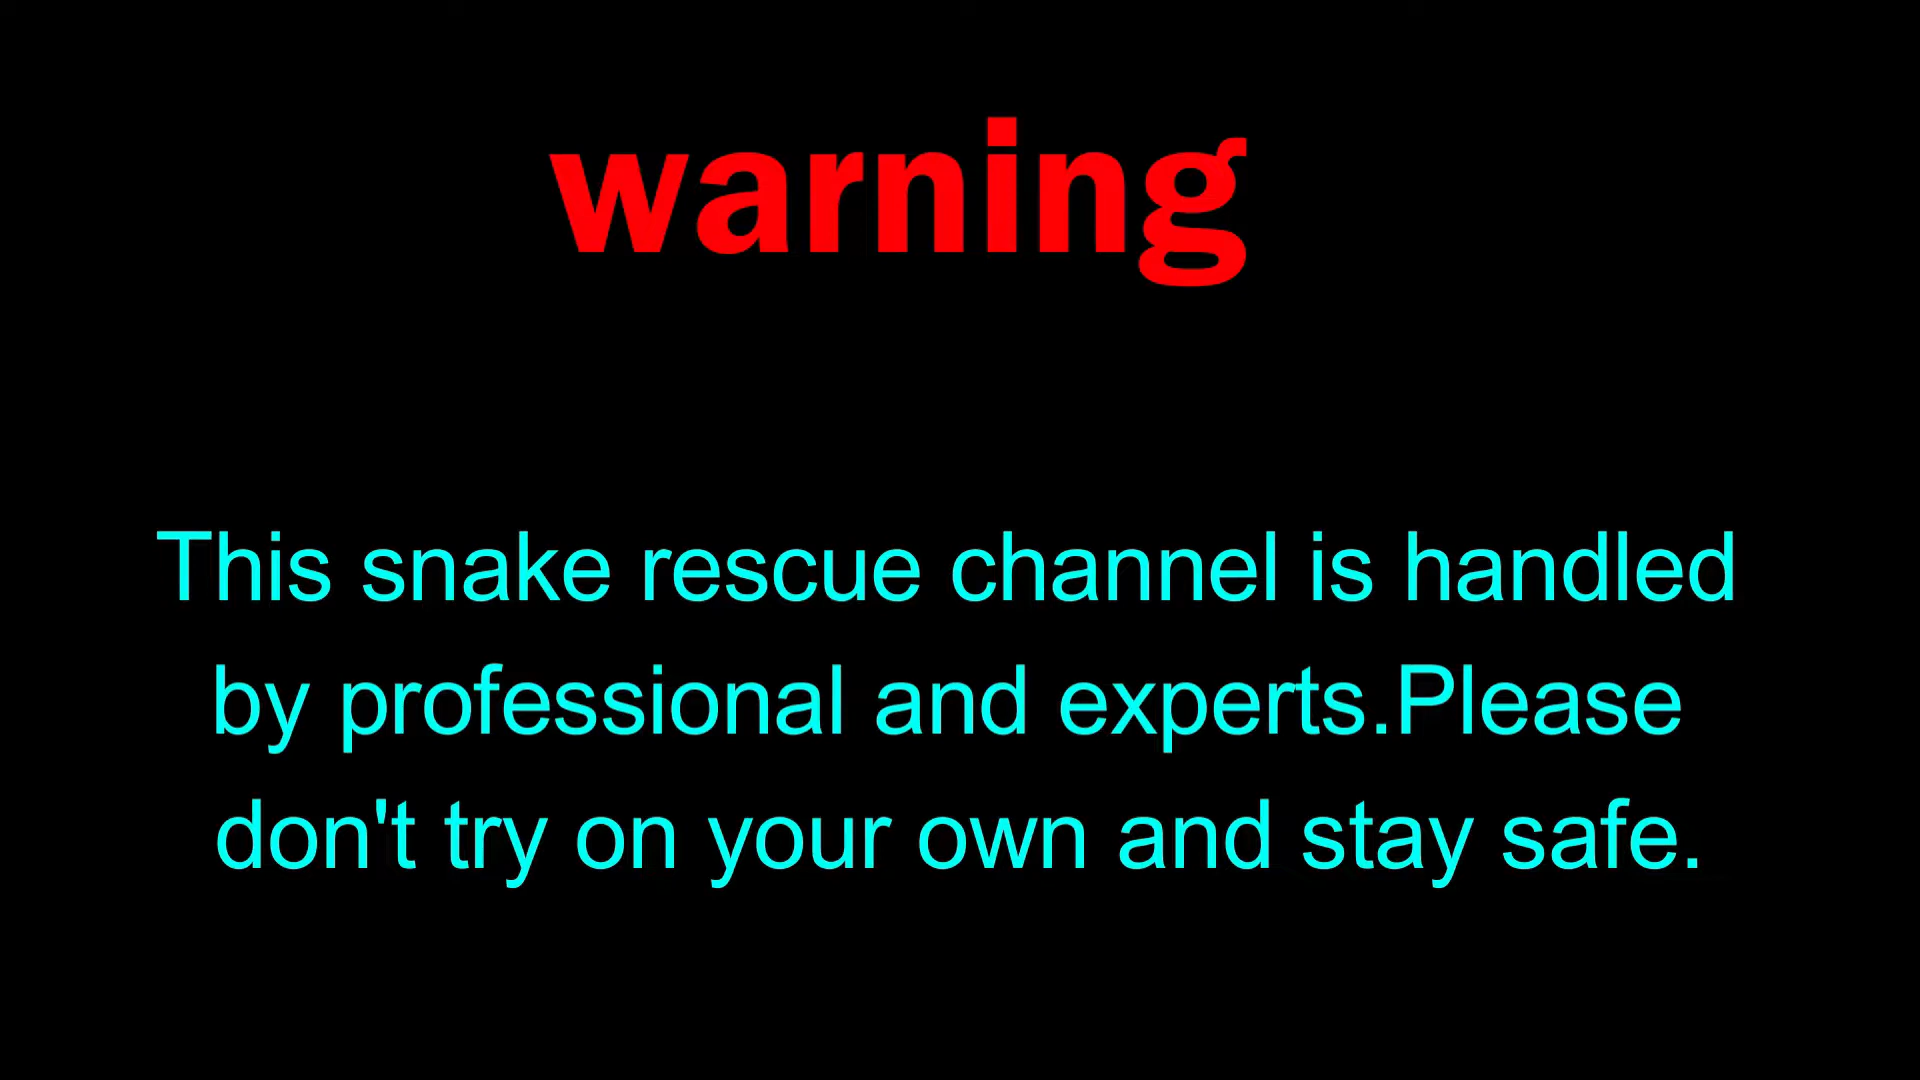 warning
This snake rescue channel is handled
by professional and experts.Please
don't try on your own and stay safe.